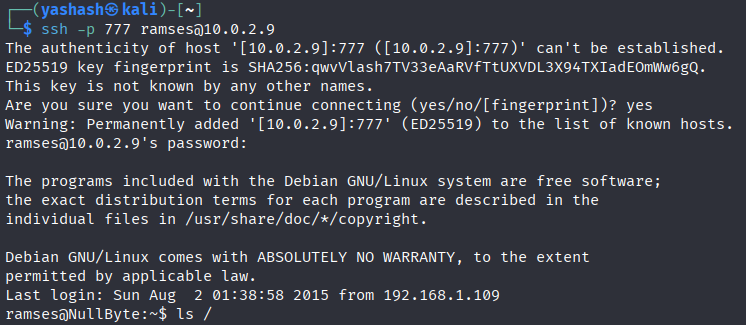 ┌──(yashash㉿kali)-[~]
└─$ ssh -p 777 ramses@10.0.2.9
The authenticity of host '[10.0.2.9]:777 ([10.0.2.9]:777)' can't be established.
ED25519 key fingerprint is SHA256:qwvVlash7TV33eAaRVfTtUXVDL3X94TXIadEOmWw6gQ.
This key is not known by any other names.
Are you sure you want to continue connecting (yes/no/[fingerprint])? yes
Warning: Permanently added '[10.0.2.9]:777' (ED25519) to the list of known hosts.
ramses@10.0.2.9's password:
The programs included with the Debian GNU/Linux system are free software;
the exact distribution terms for each program are described in the
individual files in /usr/share/doc/*/copyright.
Debian GNU/Linux comes with ABSOLUTELY NO WARRANTY, to the extent
permitted by applicable law.
Last login: Sun Aug  2 01:38:58 2015 from 192.168.1.109
ramses@NullByte:~$ ls /